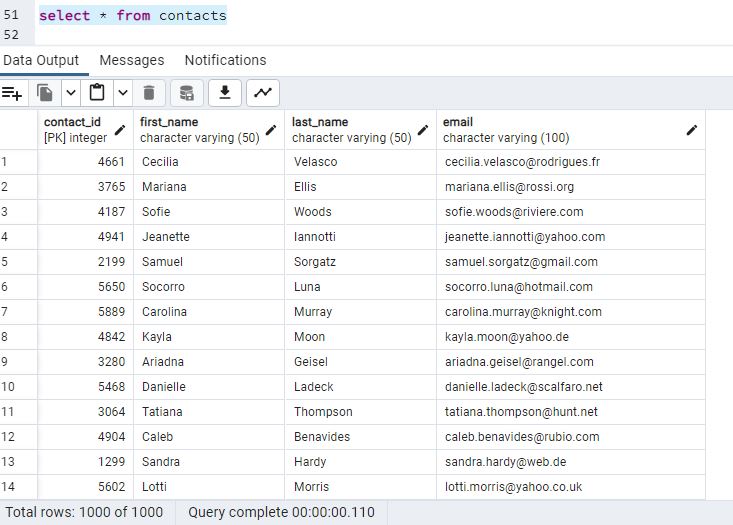 51 select * from contacts
52
Data Output Messages Notifications
contact_id first_name last_name email
[PK] integer character varying (50) character varying (50) character varying (100)
1 4661 Cecilia Velasco cecilia.velasco@rodrigues.fr
2 3765 Mariana Ellis mariana.ellis@rossi.org
3 4187 Sofie Woods sofie.woods@riviere.com
4 4941 Jeanette Iannotti jeanette.iannotti@yahoo.com
5 2199 Samuel Sorgatz samuel.sorgatz@gmail.com
6 5650 Socorro Luna socorro.luna@hotmail.com
7 5889 Carolina Murray carolina.murray@knight.com
8 4842 Kayla Moon kayla.moon@yahoo.de
9 3280 Ariadna Geisel ariadna.geisel@rangel.com
10 5468 Danielle Ladeck danielle.ladeck@scalfaro.net
11 3064 Tatiana Thompson tatiana.thompson@hunt.net
12 4904 Caleb Benavides caleb.benavides@rubio.com
13 1299 Sandra Hardy sandra.hardy@web.de
14 5602 Lotti Morris lotti.morris@yahoo.co.uk
Total rows: 1000 of 1000 Query complete 00:00:00.110